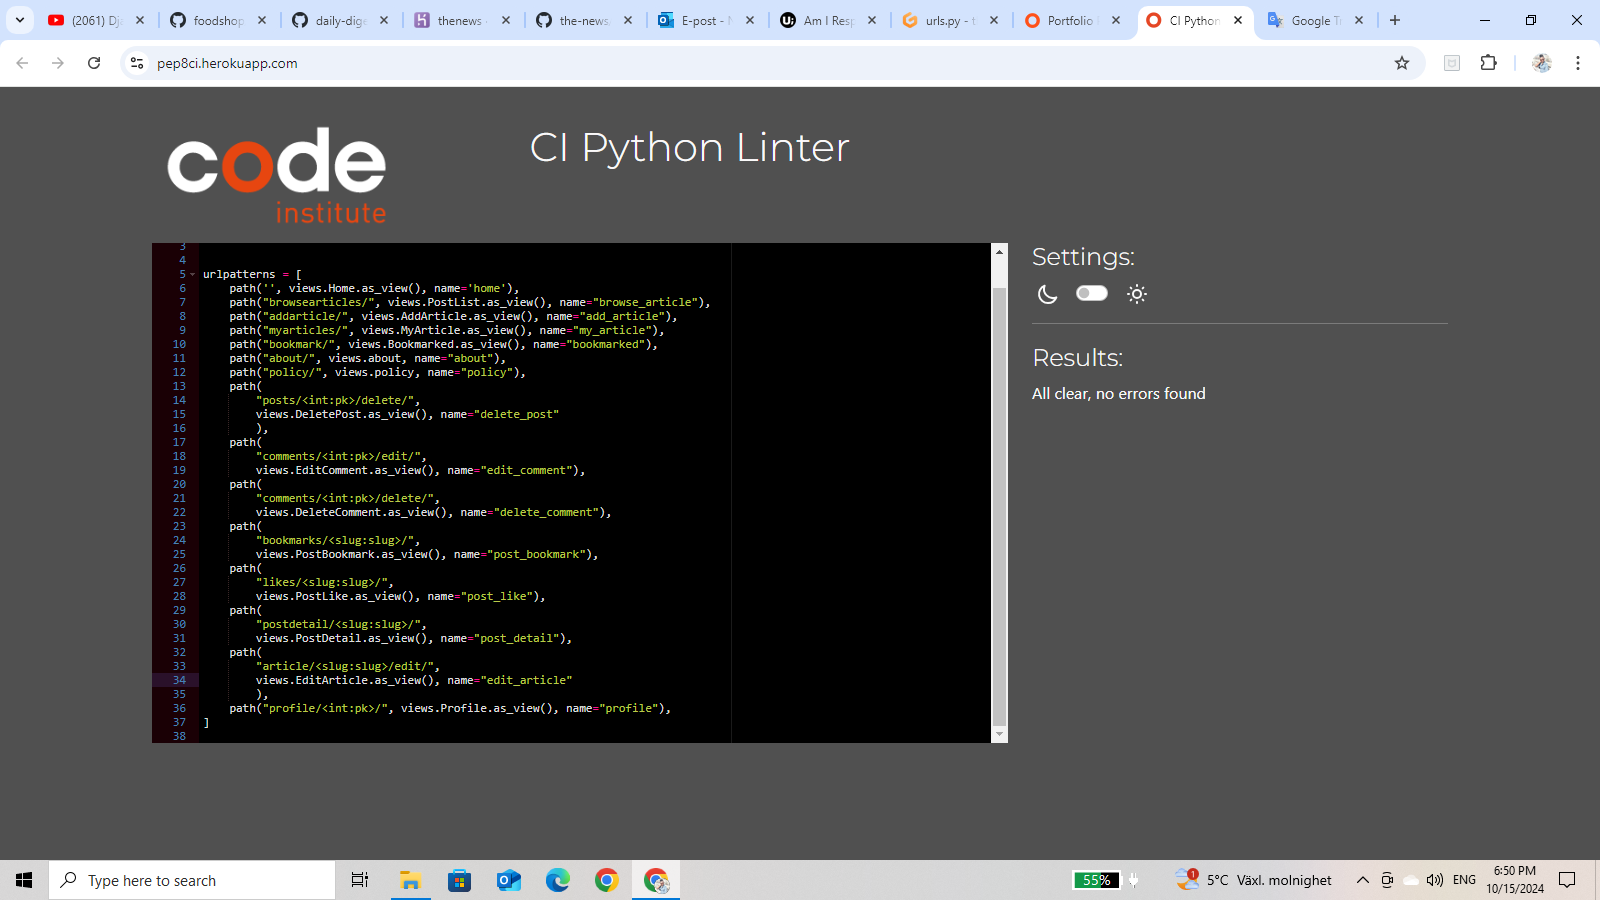 (2061) Dja
foodshop
daily-dige
thenews
the-news
E-post - N
Am I Resp
urls.py - t
Portfolio
CI Python
Google Tr
pep8ci.herokuapp.com
code
institute
CI Python Linter
3
4
5 urlpatterns = [
6 path('', views.Home.as_view(), name='home'),
7 path("browsearticles/", views.PostList.as_view(), name="browse_article"),
8 path("addarticle/", views.AddArticle.as_view(), name="add_article"),
9 path("myarticles/", views.MyArticle.as_view(), name="my_article"),
10 path("bookmark/", views.Bookmarked.as_view(), name="bookmarked"),
11 path("about/", views.about, name="about"),
12 path("policy/", views.policy, name="policy"),
13 path(
14 "posts/<int:pk>/delete/",
15 views.DeletePost.as_view(), name="delete_post"
16 ),
17 path(
18 "comments/<int:pk>/edit/",
19 views.EditComment.as_view(), name="edit_comment"),
20 path(
21 "comments/<int:pk>/delete/",
22 views.DeleteComment.as_view(), name="delete_comment"),
23 path(
24 "bookmarks/<slug:slug>/",
25 views.PostBookmark.as_view(), name="post_bookmark"),
26 path(
27 "likes/<slug:slug>/",
28 views.PostLike.as_view(), name="post_like"),
29 path(
30 "postdetail/<slug:slug>/",
31 views.PostDetail.as_view(), name="post_detail"),
32 path(
33 "article/<slug:slug>/edit/",
34 views.EditArticle.as_view(), name="edit_article"
35 ),
36 path("profile/<int:pk>/", views.Profile.as_view(), name="profile"),
37 ]
38
Settings:
Results:
All clear, no errors found
Type here to search
55%
1
5°C Växl. molnighet
ENG
6:50 PM
10/15/2024